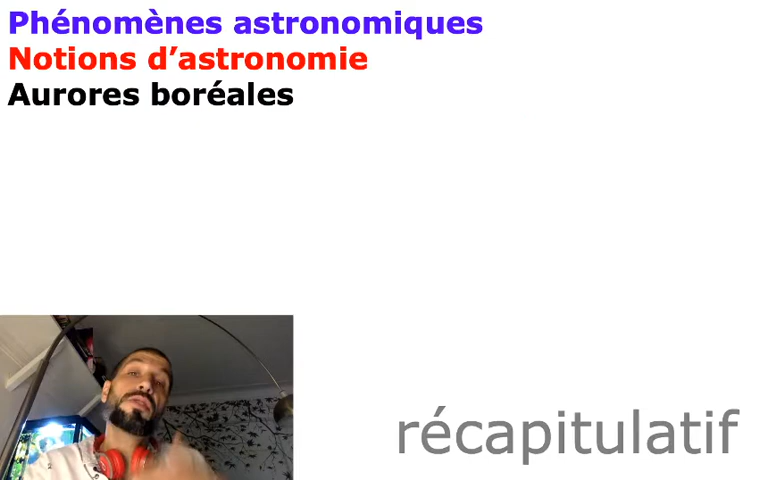 Phénomènes astronomiques
Notions d’astronomie
Aurores boréales
récapitulatif